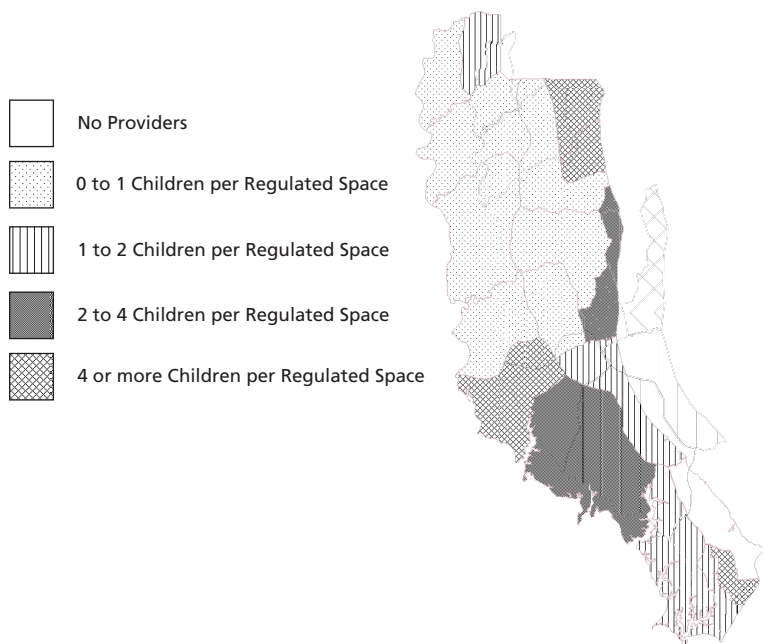 No Providers
0 to 1 Children per Regulated Space
1 to 2 Children per Regulated Space
2 to 4 Children per Regulated Space
4 or more Children per Regulated Space